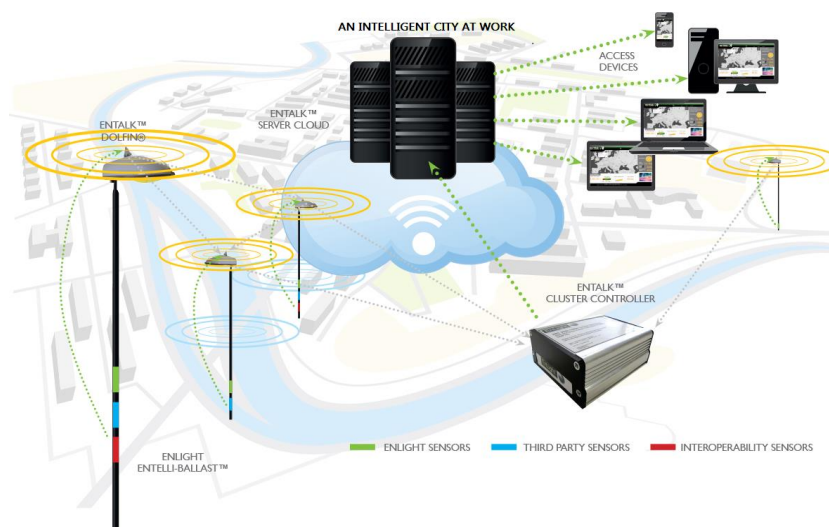 AN INTELLIGENT CITY AT WORK
ACCESS
DEVICES
ENTALK™
DOLFIN®
ENTALK™
SERVER CLOUD
ENTALK™
CLUSTER CONTROLLER
ENLIGHT
ENTELLI-BALLAST™
ENLIGHT SENSORS
THIRD PARTY SENSORS
INTEROPERABILITY SENSORS